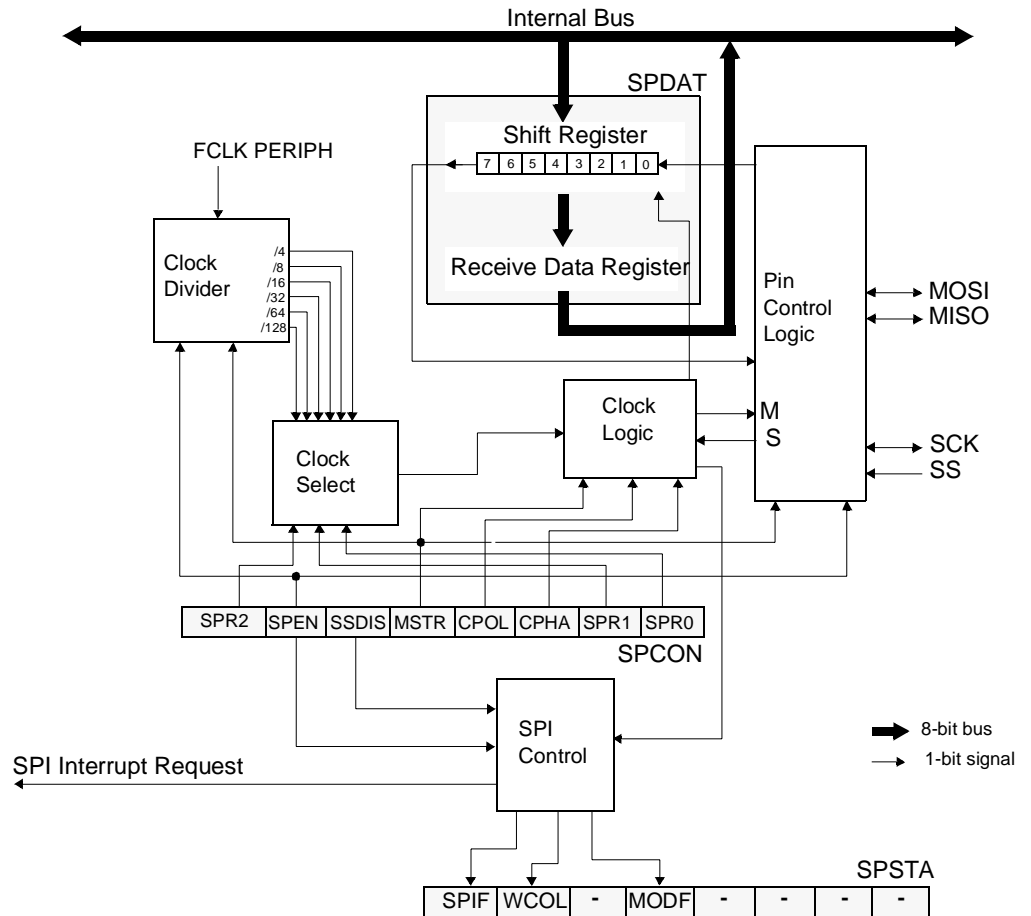 Internal Bus
SPDAT
Shift Register
7 6 5 4 3 2 1 0
FCLK PERIPH
Clock
Divider
/4
/8
/16
/32
/64
/128
Receive Data Register
Pin
Control
Logic
MOSI
MISO
Clock
Logic
M
S
SCK
SS
Clock
Select
SPR2 SPEN SSDIS MSTR CPOL CPHA SPR1 SPR0
SPCON
SPI
Control
8-bit bus
1-bit signal
SPI Interrupt Request
SPSTA
SPIF WCOL - MODF - - - -